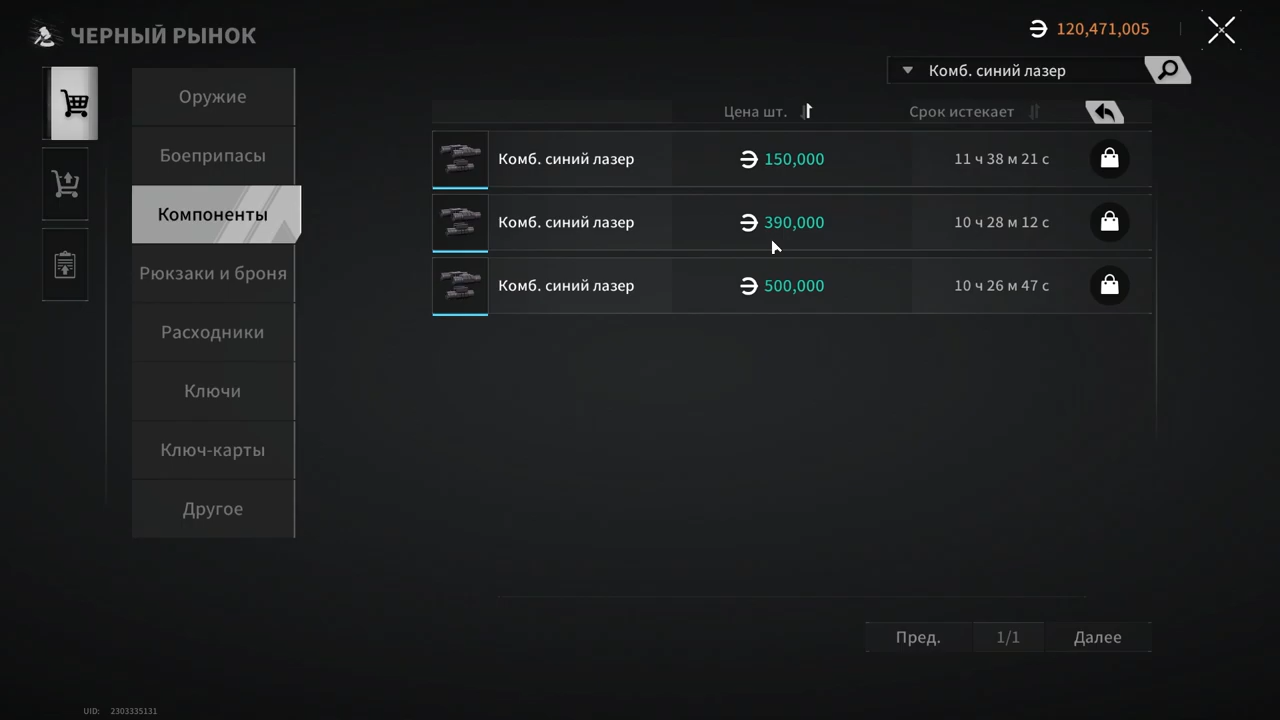 ЧЕРНЫЙ РЫНОК
120,471,005
Комб. синий лазер
Оружие
Боеприпасы
Компоненты
Рюкзаки и броня
Расходники
Ключи
Ключ-карты
Другое
Цена шт. Срок истекает
Комб. синий лазер 150,000 11 ч 38 м 21 с
Комб. синий лазер 390,000 10 ч 28 м 12 с
Комб. синий лазер 500,000 10 ч 26 м 47 с
Пред. 1/1 Далее
UID: 2303335131